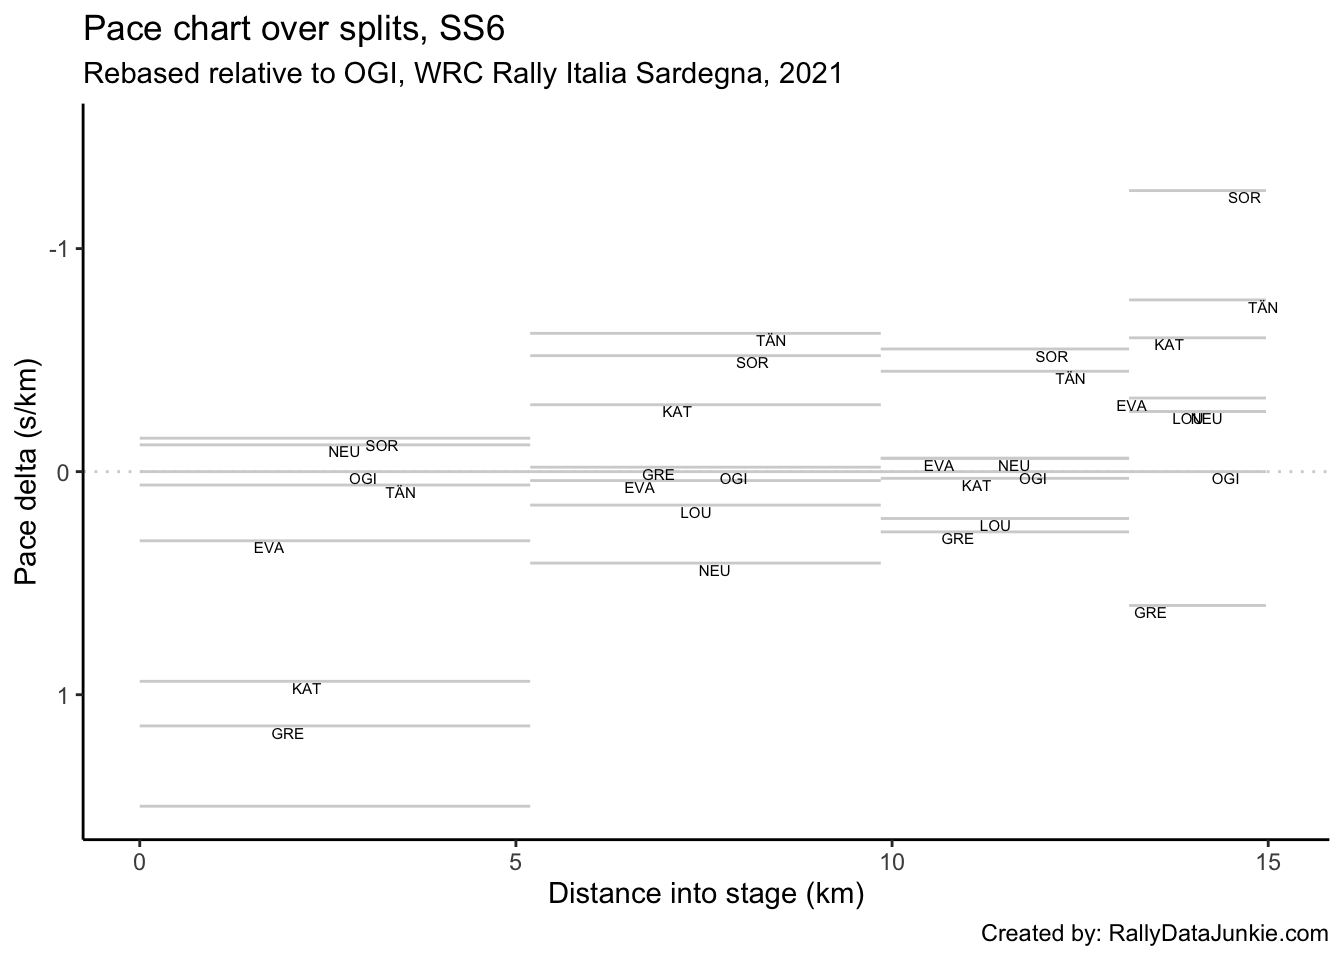 Pace chart over splits, SS6
Rebased relative to OGI, WRC Rally Italia Sardegna, 2021
SOR
-1
TÄN
TÄN
KAT
SOR
SOR
TÄN
EVA
KAT
LOU NEU
SOR
NEU
EVA NEU
0
GRE
OGI
OGI
OGI
OGI
KAT
EVA
TÄN
LOU
LOU
GRE
EVA
NEU
GRE
KAT
1
GRE
0 5 10 15
Pace delta (s/km)
Distance into stage (km)
Created by: RallyDataJunkie.com